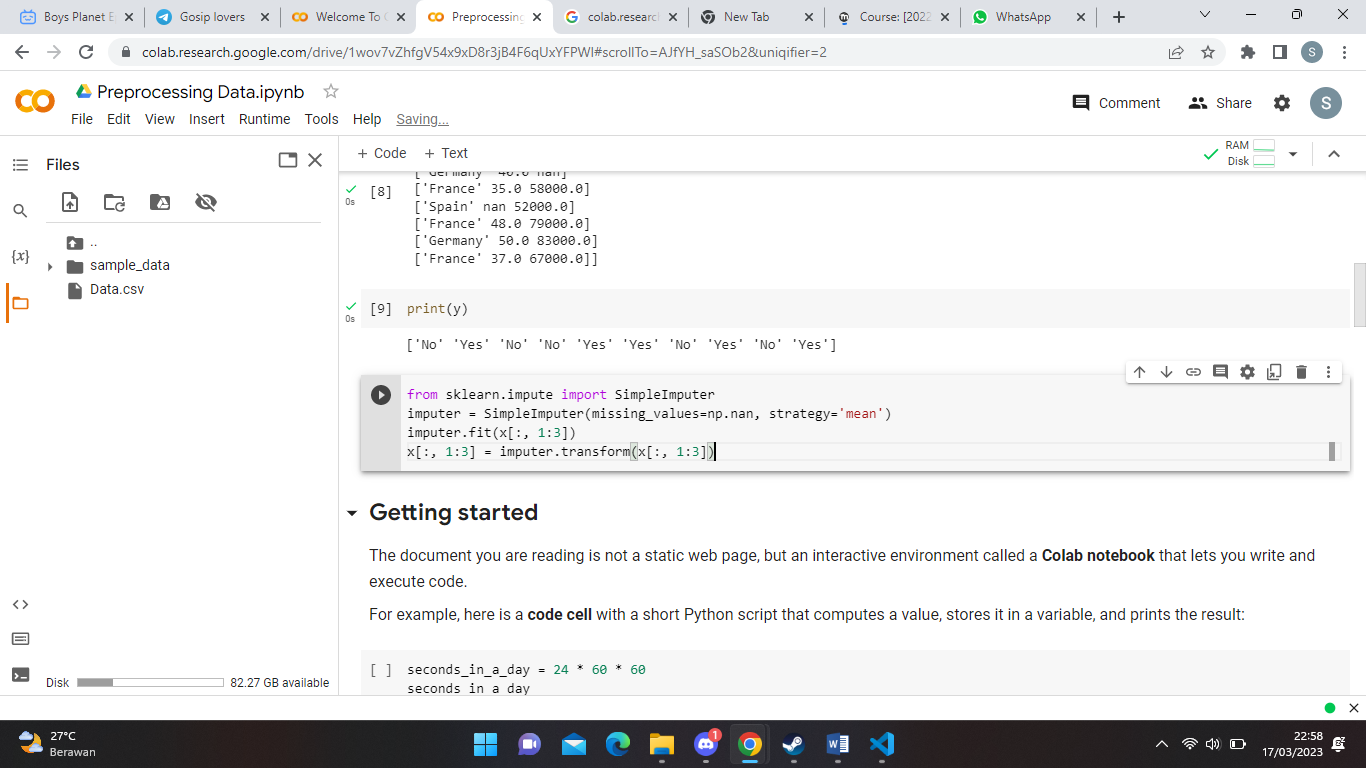 Boys Planet E
Gosip lovers
Welcome To C
Preprocessing
colab.research
New Tab
Course: [2022
WhatsApp
colab.research.google.com/drive/1wov7vZhfgV54x9xD8r3jB4F6qUxYFPWl#scrollTo=AJfYH_saSOb2&uniqifier=2
S
Preprocessing Data.ipynb
Comment
Share
S
File Edit View Insert Runtime Tools Help Saving...
Files
+ Code + Text
RAM
Disk
..
sample_data
Data.csv
{x}
['Germany' 40.0 nan]
[8]
0s
['France' 35.0 58000.0]
['Spain' nan 52000.0]
['France' 48.0 79000.0]
['Germany' 50.0 83000.0]
['France' 37.0 67000.0]]
[9] print(y)
0s
['No' 'Yes' 'No' 'No' 'Yes' 'Yes' 'No' 'Yes' 'No' 'Yes']
from sklearn.impute import SimpleImputer
imputer = SimpleImputer(missing_values=np.nan, strategy='mean')
imputer.fit(x[:, 1:3])
x[:, 1:3] = imputer.transform(x[:, 1:3])
Getting started
The document you are reading is not a static web page, but an interactive environment called a Colab notebook that lets you write and
execute code.
For example, here is a code cell with a short Python script that computes a value, stores it in a variable, and prints the result:
[ ] seconds_in_a_day = 24 * 60 * 60
seconds_in_a_day
Disk 82.27 GB available
27°C
Berawan
1
22:58
17/03/2023